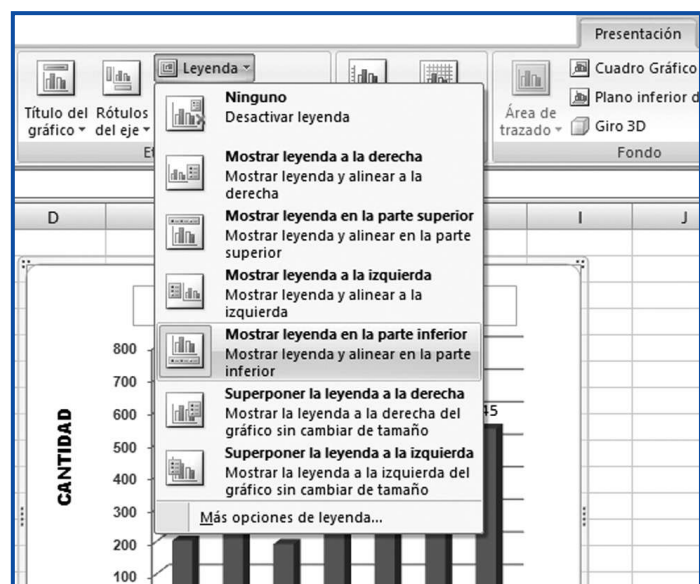 Presentación
Leyenda
Cuadro Gráfico
Título del gráfico
Rótulos del eje
Área de trazado
Plano inferior d
Giro 3D
Et
Fondo
Ninguno
Desactivar leyenda
Mostrar leyenda a la derecha
Mostrar leyenda y alinear a la
derecha
Mostrar leyenda en la parte superior
Mostrar leyenda y alinear en la parte
superior
Mostrar leyenda a la izquierda
Mostrar leyenda y alinear a la
izquierda
Mostrar leyenda en la parte inferior
Mostrar leyenda y alinear en la parte
inferior
Superponer la leyenda a la derecha
Mostrar la leyenda a la derecha del
gráfico sin cambiar de tamaño
Superponer la leyenda a la izquierda
Mostrar la leyenda a la izquierda del
gráfico sin cambiar de tamaño
Más opciones de leyenda...
D
I
J
CANTIDAD
800
700
600
500
400
300
200
100
45